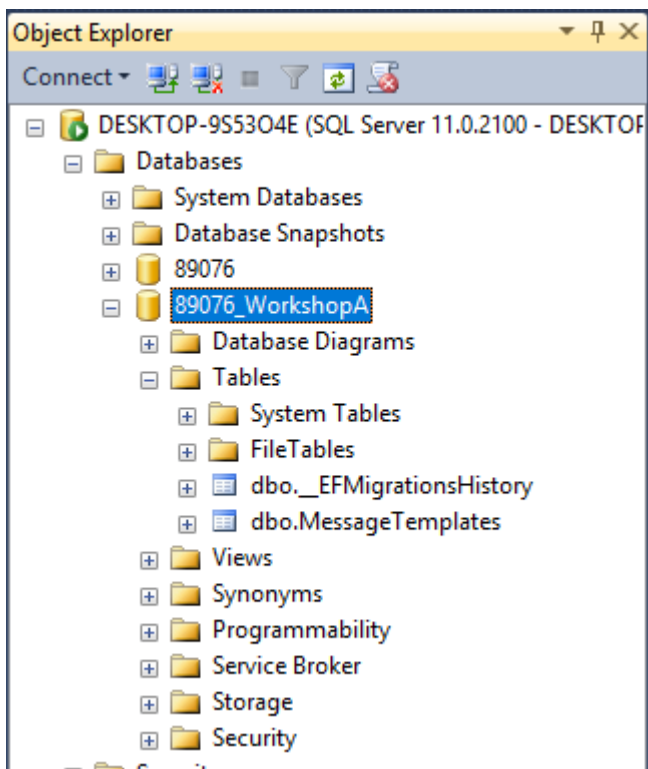 Object Explorer
Connect
DESKTOP-9S53O4E (SQL Server 11.0.2100 - DESKTOP
Databases
System Databases
Database Snapshots
89076
89076_WorkshopA
Database Diagrams
Tables
System Tables
FileTables
dbo.__EFMigrationsHistory
dbo.MessageTemplates
Views
Synonyms
Programmability
Service Broker
Storage
Security